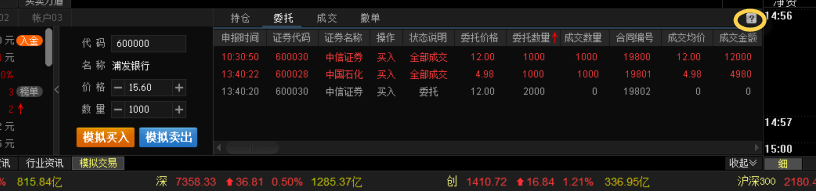 买卖力道
02 帐户03 持仓 委托 成交 撤单 ?
14:56
申报时间 证券代码 证券名称 操作 状态说明 委托价格 委托数量↑ 成交数量 合同编号 成交均价 成交金额
10:30:50 600030 中信证券 买入 全部成交 12.00 1000 1000 19800 12.00 12000
13:40:22 600028 中国石化 买入 全部成交 4.98 1000 1000 19801 4.98 4980
13:40:20 600030 中信证券 买入 委托 12.00 2000 0 19802 0 0
元 入金
0%
3 榜单
2 ↑
元
元
代码 600000
名称 浦发银行
价格 − 15.60 +
数量 − 1000 +
模拟买入 模拟卖出
14:57
15:00
资讯 行业资讯 模拟交易 收起 细
% 815.84亿 深 7358.33 ↑36.81 0.50% 1285.37亿 创 1410.72 ↑16.84 1.21% 336.95亿 沪深300 2180.4